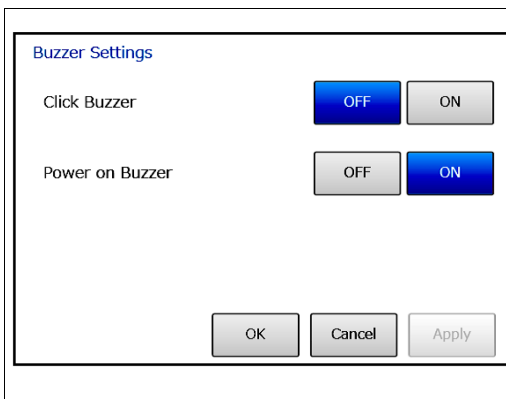 Buzzer Settings
Click Buzzer OFF ON
Power on Buzzer OFF ON
OK Cancel Apply